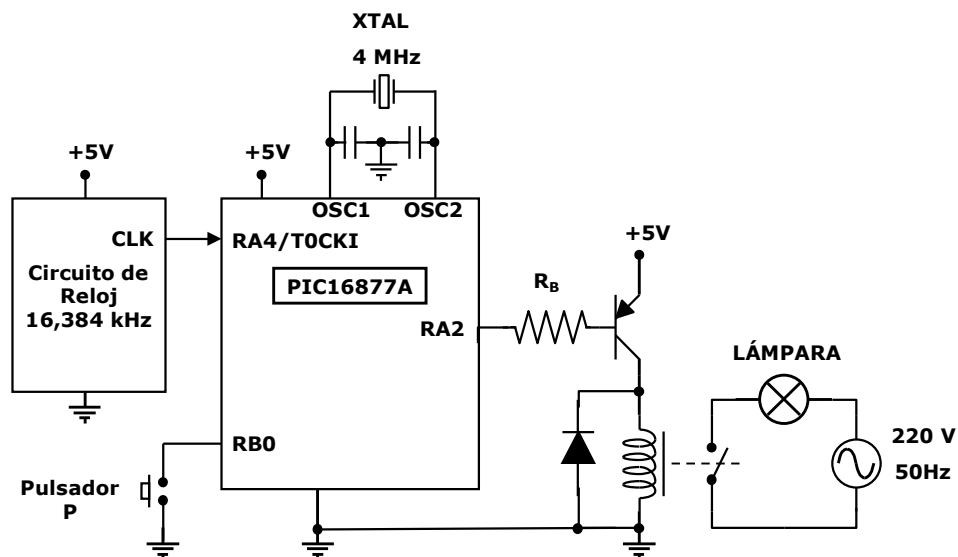 XTAL
4 MHz
+5V
+5V
OSC1
OSC2
CLK
RA4/T0CKI
+5V
Circuito de
Reloj
16,384 kHz
PIC16877A
R_B
RA2
LÁMPARA
RB0
220 V
50Hz
Pulsador
P